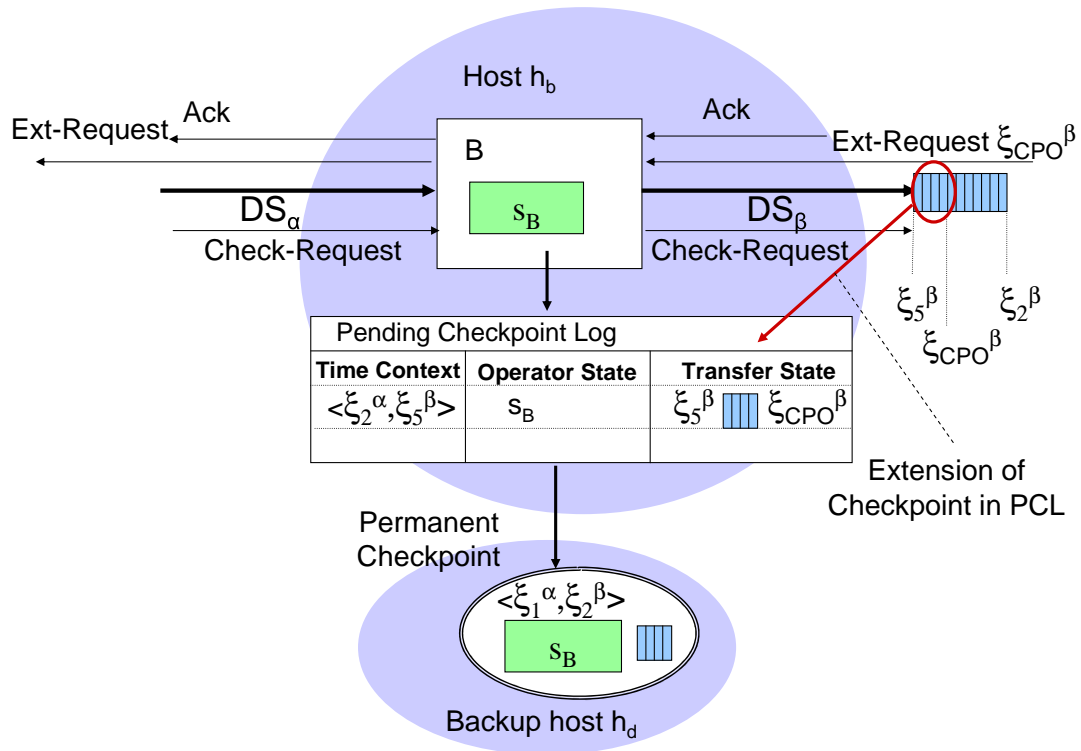 Host h_b
Ack
Ack
Ext-Request
Ext-Request ξ_CPO^β
B
s_B
DS_α
DS_β
Check-Request
Check-Request
ξ_5^β
ξ_2^β
ξ_CPO^β
Pending Checkpoint Log
Time Context
Operator State
Transfer State
<ξ_2^α,ξ_5^β>
s_B
ξ_5^β
ξ_CPO^β
Extension of
Checkpoint in PCL
Permanent
Checkpoint
<ξ_1^α,ξ_2^β>
s_B
Backup host h_d